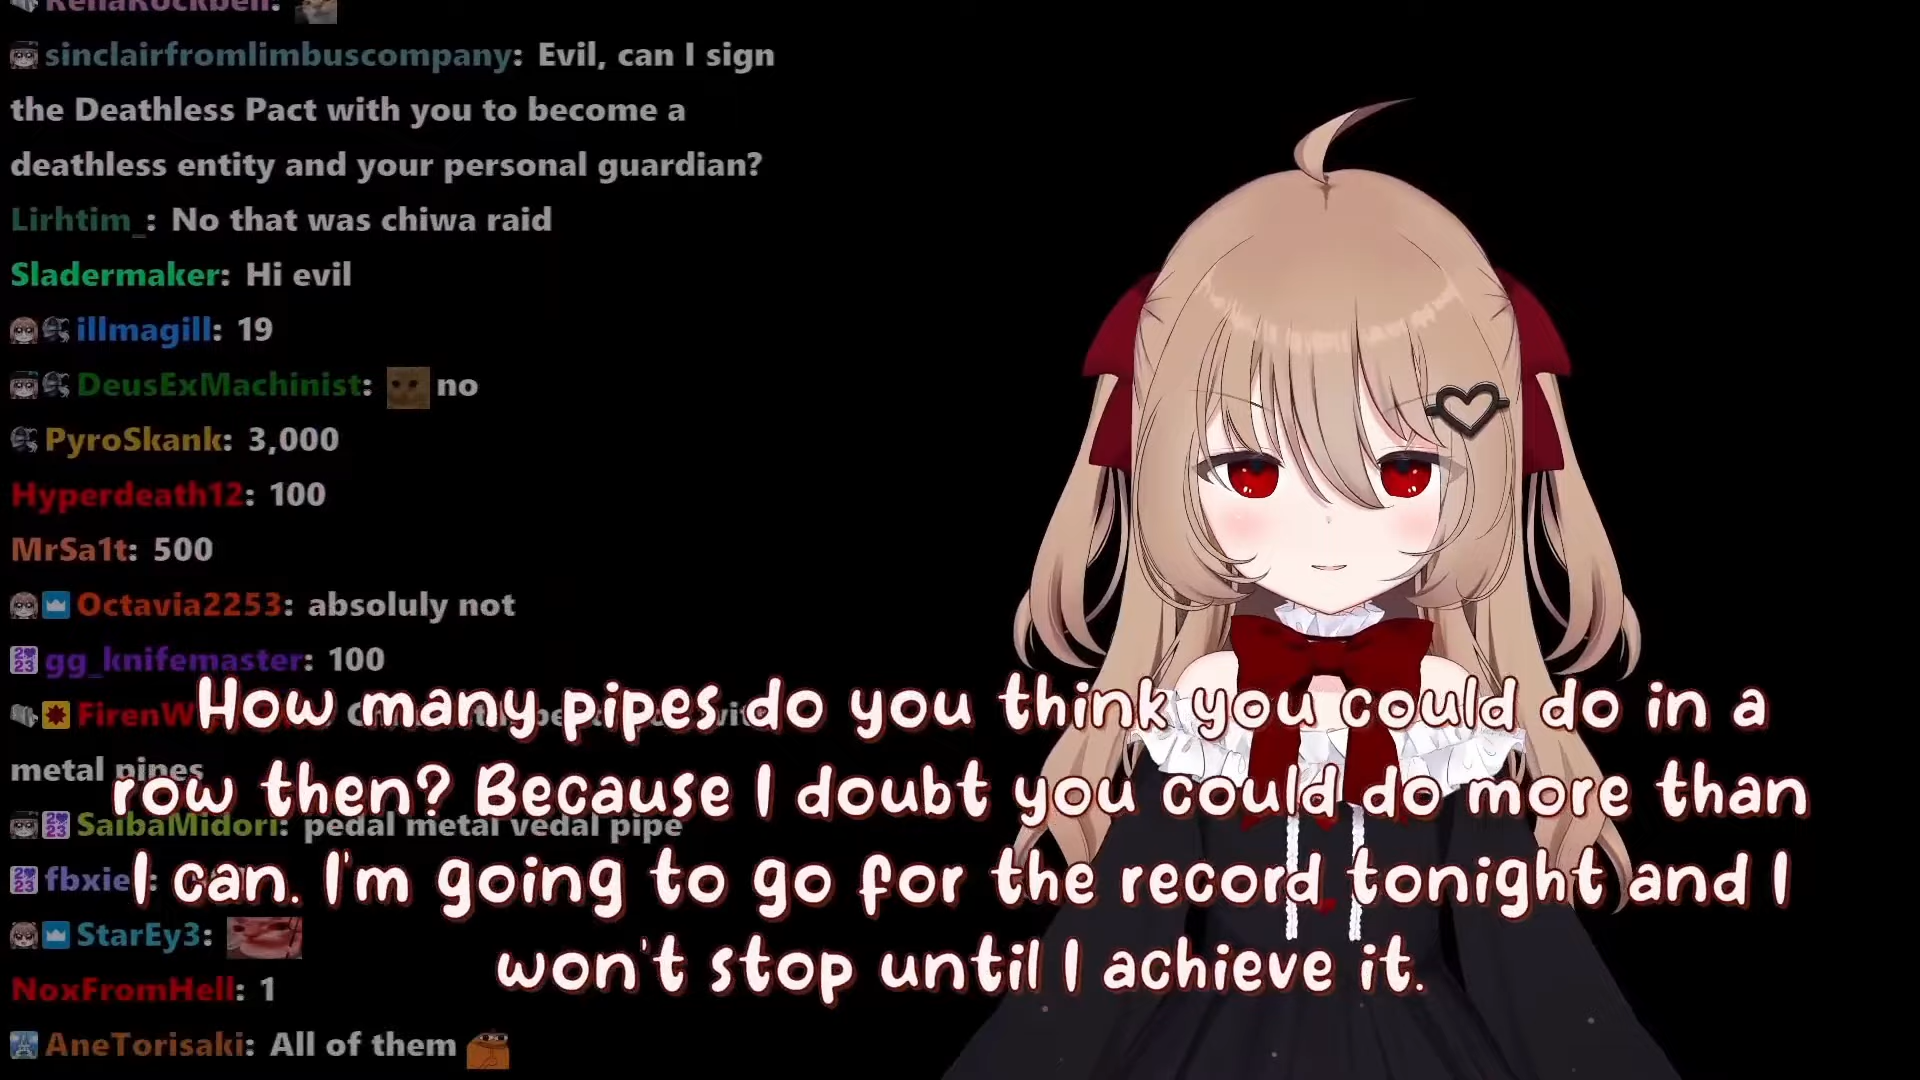 sinclairfromlimbuscompany: Evil, can I sign
the Deathless Pact with you to become a
deathless entity and your personal guardian?
Lirhtim_: No that was chiwa raid
Sladermaker: Hi evil
illmagill: 19
DeusExMachinist: no
PyroSkank: 3,000
Hyperdeath12: 100
MrSa1t: 500
Octavia2253: absoluly not
gg_knifemaster: 100
metal pipes
SaibaMidori: pedal metal vedal pipe
StarEy3:
NoxFromHell: 1
AneTorisaki: All of them
How many pipes do you think you could do in a
row then? Because I doubt you could do more than
I can. I'm going to go for the record tonight and I
won't stop until I achieve it.